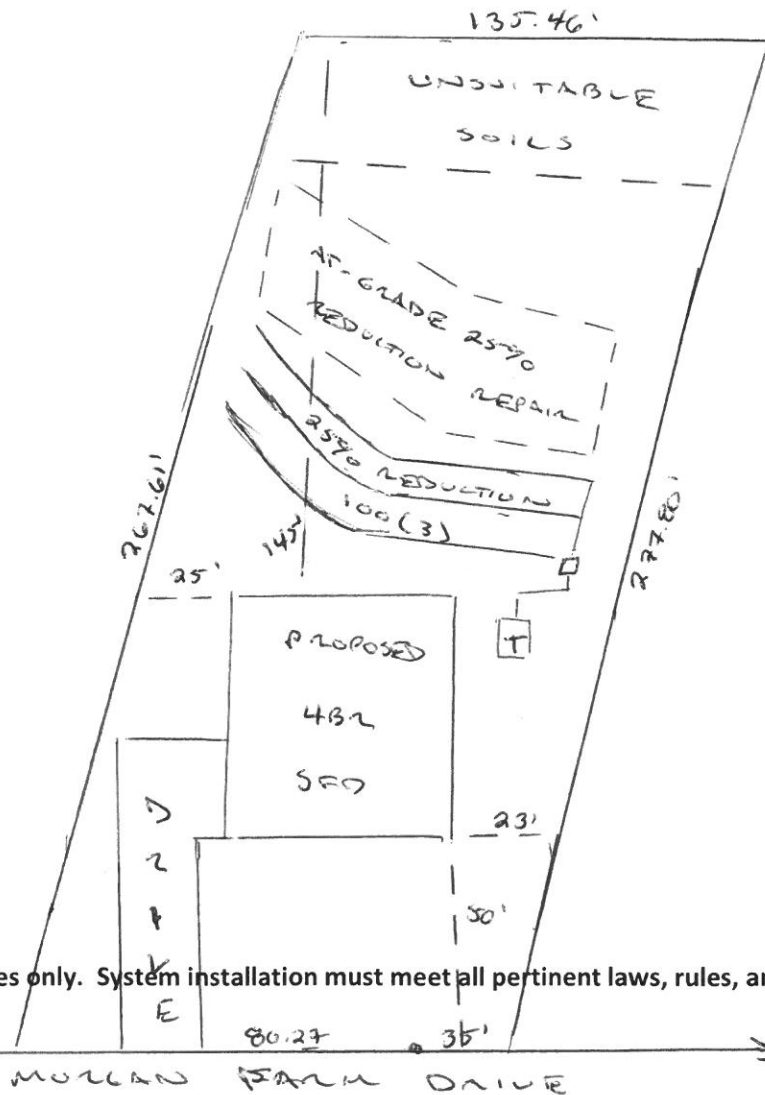 135.46'
UNSUITABLE
SOILS
AT-GRADE 25%
REDUCTION REPAIR
25% REDUCTION
100 (3)
267.61'
277.80'
145'
25'
T
PROPOSED
4BR
SFD
DRIVE
23'
50'
es only. System installation must meet all pertinent laws, rules, an
80.27
35'
MORGAN FARM DRIVE